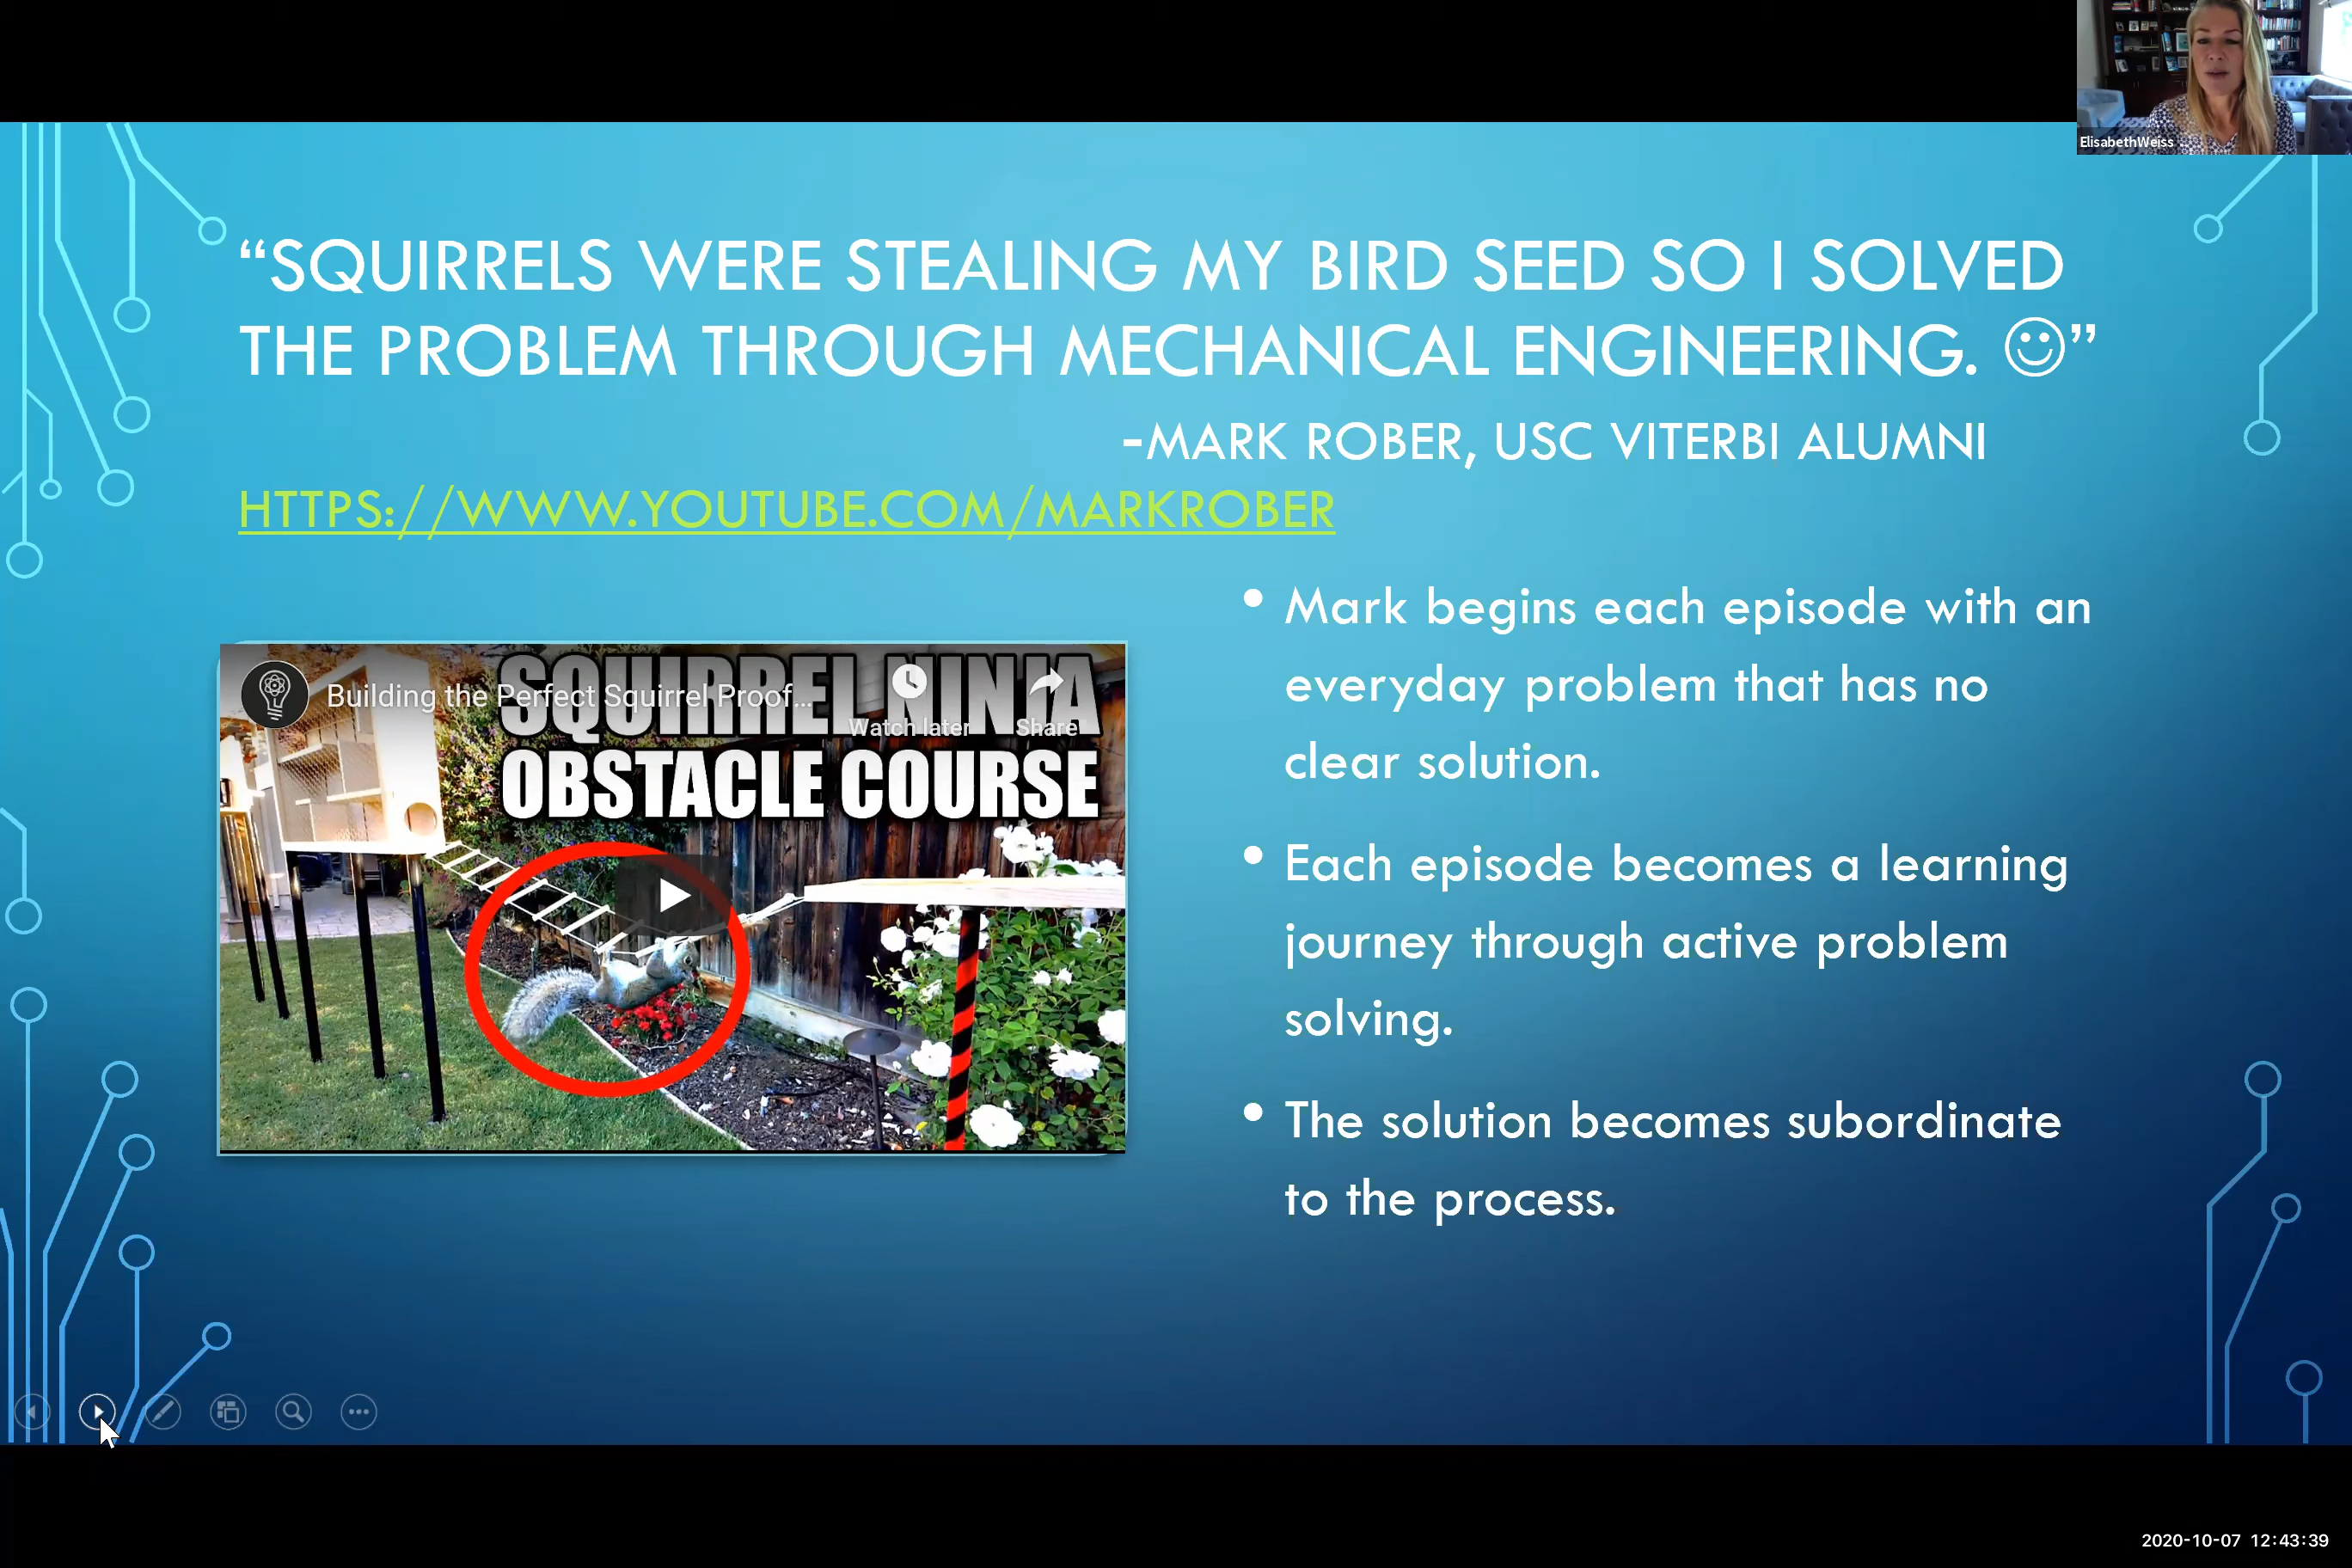 ElisabethWeiss
“SQUIRRELS WERE STEALING MY BIRD SEED SO I SOLVED
THE PROBLEM THROUGH MECHANICAL ENGINEERING. ☺”
-MARK ROBER, USC VITERBI ALUMNI
HTTPS://WWW.YOUTUBE.COM/MARKROBER
Building the Perfect Squirrel Proof...
Watch later
Share
SQUIRREL NINJA
OBSTACLE COURSE
• Mark begins each episode with an
everyday problem that has no
clear solution.
• Each episode becomes a learning
journey through active problem
solving.
• The solution becomes subordinate
to the process.
2020-10-07 12:43:39